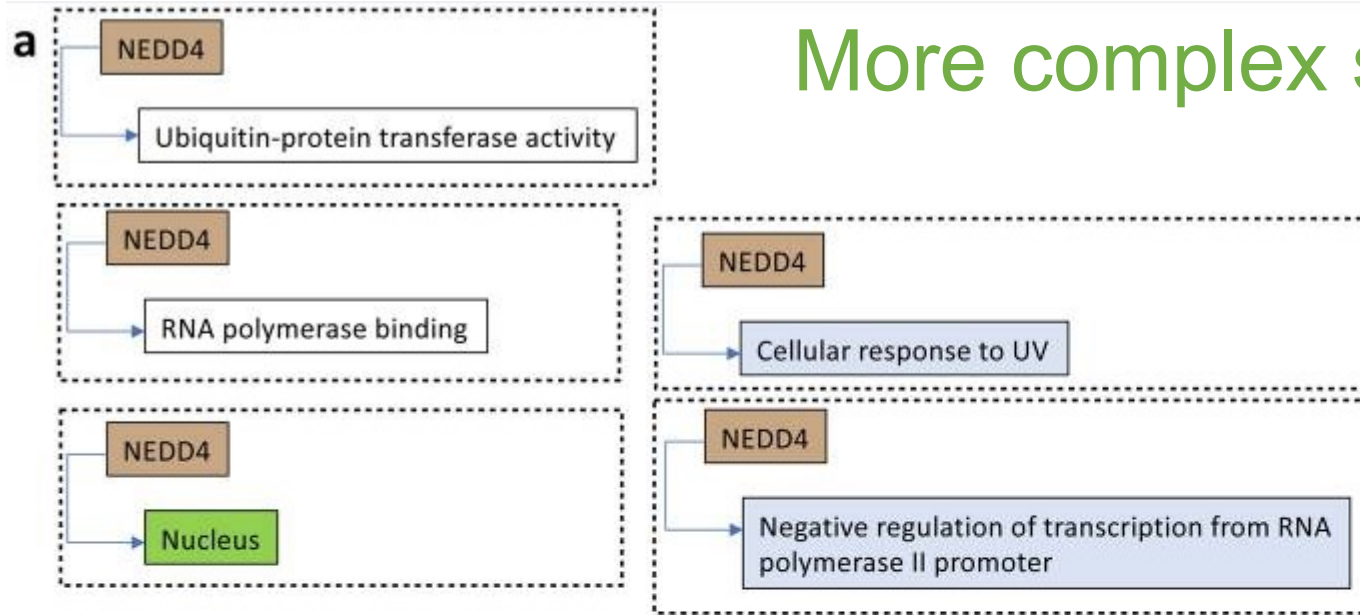 a
More complex s
NEDD4
Ubiquitin-protein transferase activity
NEDD4
RNA polymerase binding
NEDD4
Nucleus
NEDD4
Cellular response to UV
NEDD4
Negative regulation of transcription from RNA
polymerase II promoter